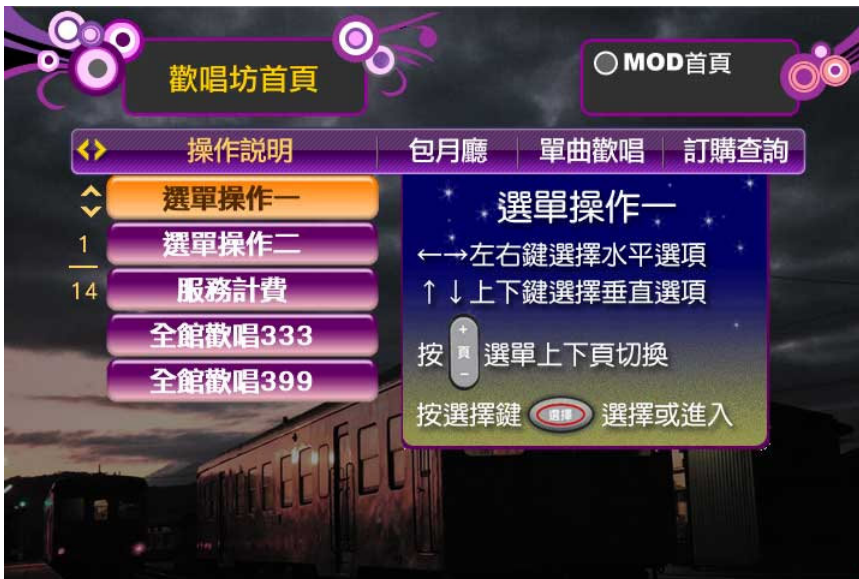 歡唱坊首頁
MOD首頁
操作説明 包月廳 單曲歡唱 訂購查詢
選單操作一
選單操作二
服務計費
全館歡唱333
全館歡唱399
1
14
選單操作一
←→左右鍵選擇水平選項
↑↓上下鍵選擇垂直選項
按 +頁− 選單上下頁切換
按選擇鍵 選擇 選擇或進入